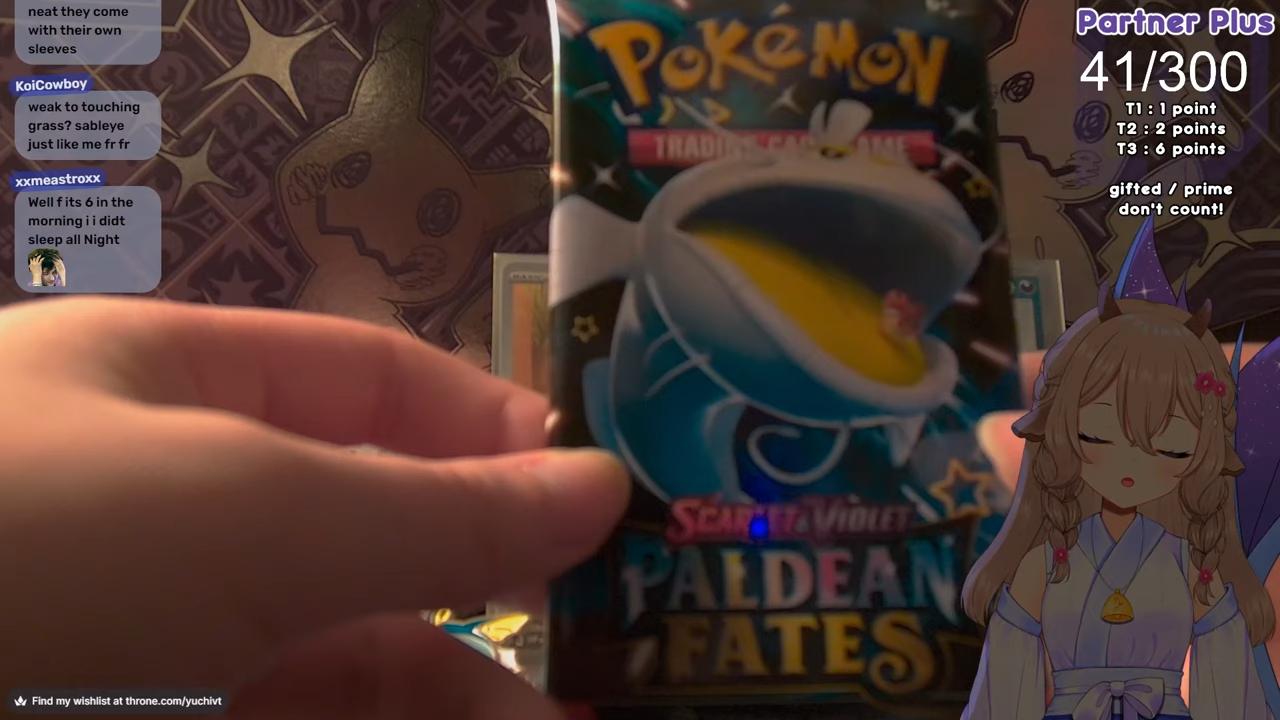 neat they come
with their own
sleeves
KoiCowboy
weak to touching
grass? sableye
just like me fr fr
xxmeastroxx
Well f its 6 in the
morning i i didt
sleep all Night
POKéMON
TRADING CARD GAME
SCARLET & VIOLET
PALDEAN
FATES
Partner Plus
41/300
T1 : 1 point
T2 : 2 points
T3 : 6 points
gifted / prime
don't count!
Find my wishlist at throne.com/yuchivt